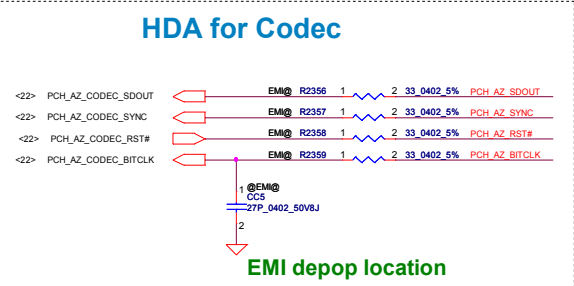 HDA for Codec
<22> PCH_AZ_CODEC_SDOUT EMI@ R2356 1 2 33_0402_5% PCH_AZ_SDOUT
<22> PCH_AZ_CODEC_SYNC EMI@ R2357 1 2 33_0402_5% PCH_AZ_SYNC
<22> PCH_AZ_CODEC_RST# EMI@ R2358 1 2 33_0402_5% PCH_AZ_RST#
<22> PCH_AZ_CODEC_BITCLK EMI@ R2359 1 2 33_0402_5% PCH_AZ_BITCLK
1 @EMI@
CC5
27P_0402_50V8J
2
EMI depop location